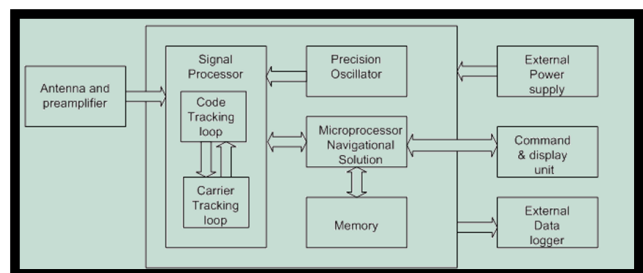 Antenna and
preamplifier
Signal
Processor
Code
Tracking
loop
Carrier
Tracking
loop
Precision
Oscillator
Microprocessor
Navigational
Solution
Memory
External
Power
supply
Command
& display
unit
External
Data
logger